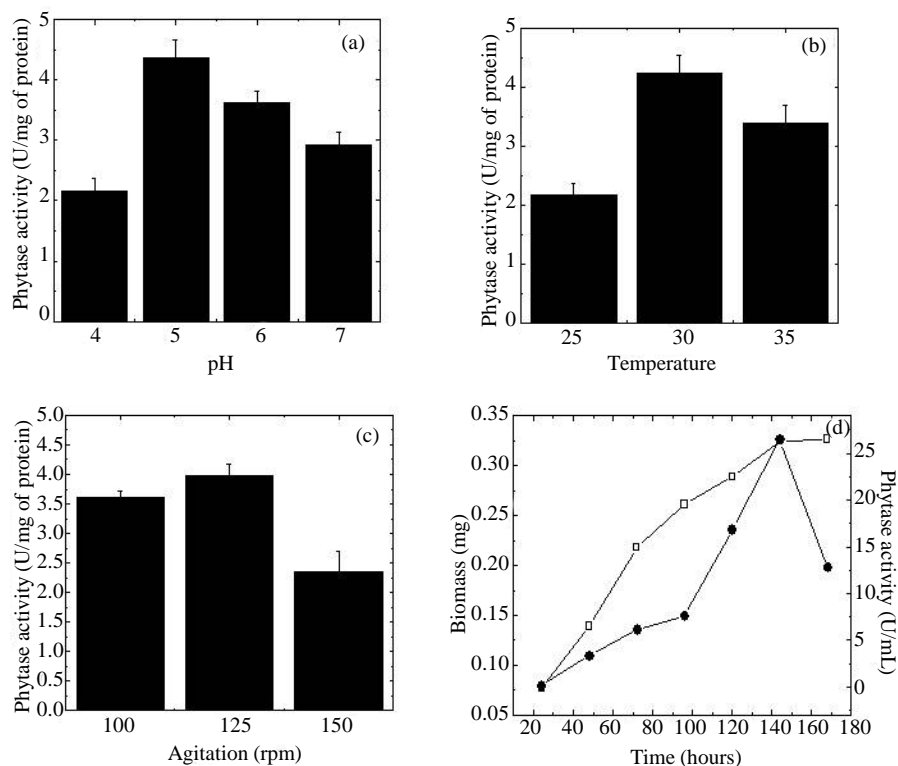 (a)
Phytase activity (U/mg of protein)
5
4
3
2
1
0
4 5 6 7
pH
(b)
Phytase activity (U/mg of protein)
5
4
3
2
1
0
25 30 35
Temperature
(c)
Phytase activity (U/mg of protein)
5.0
4.5
4.0
3.5
3.0
2.5
2.0
1.5
1.0
0.5
0.0
100 125 150
Agitation (rpm)
(d)
Biomass (mg)
0.35
0.30
0.25
0.20
0.15
0.10
0.05
20 40 60 80 100 120 140 160 180
Time (hours)
25
20
15
10
5
0
Phytase activity (U/mL)